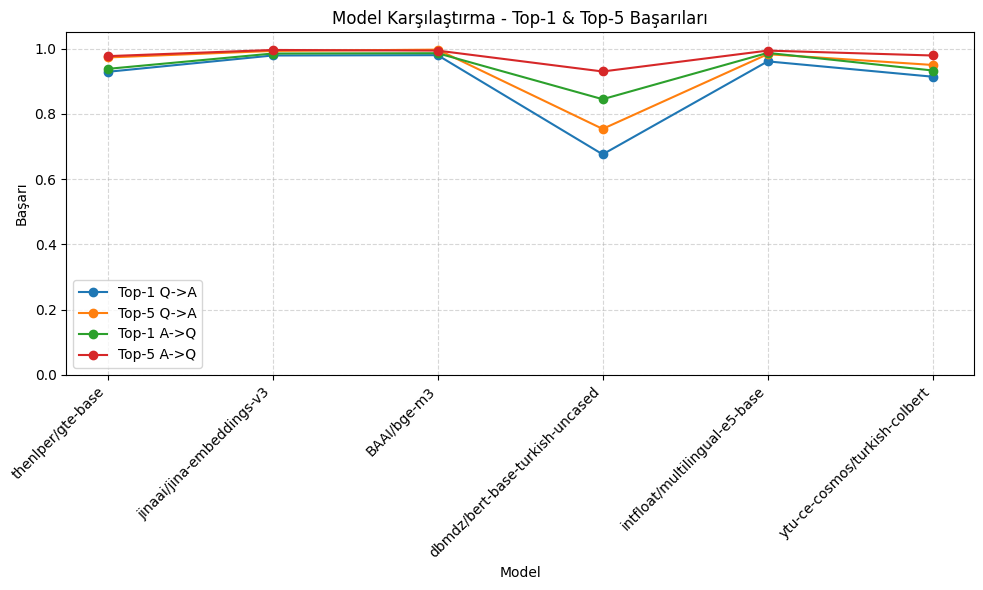 Model Karşılaştırma - Top-1 & Top-5 Başarıları
Başarı
1.0
0.8
0.6
0.4
0.2
0.0
Top-1 Q->A
Top-5 Q->A
Top-1 A->Q
Top-5 A->Q
thenlper/gte-base
jinaai/jina-embeddings-v3
BAAI/bge-m3
dbmdz/bert-base-turkish-uncased
intfloat/multilingual-e5-base
ytu-ce-cosmos/turkish-colbert
Model